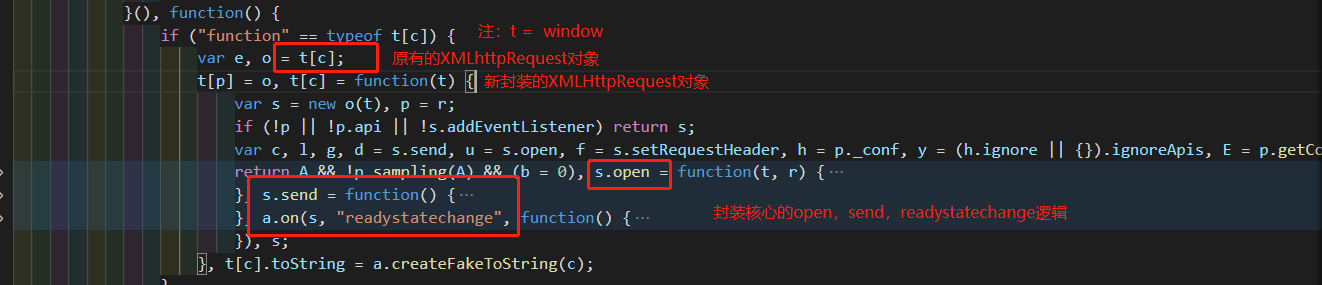 }(), function() {
if ("function" == typeof t[c]) { 注：t = window
var e, o = t[c]; 原有的XMLhttpRequest对象
t[p] = o, t[c] = function(t) { 新封装的XMLHttpRequest对象
var s = new o(t), p = r;
if (!p || !p.api || !s.addEventListener) return s;
var c, l, g, d = s.send, u = s.open, f = s.setRequestHeader, h = p._conf, y = (h.ignore || {}).ignoreApis, E = p.getCo
return A && !p.sampling(A) && (b = 0), s.open = function(t, r) {⋯
}, s.send = function() {⋯
}, a.on(s, "readystatechange", function() {⋯ 封装核心的open，send，readystatechange逻辑
}), s;
}, t[c].toString = a.createFakeToString(c);
}